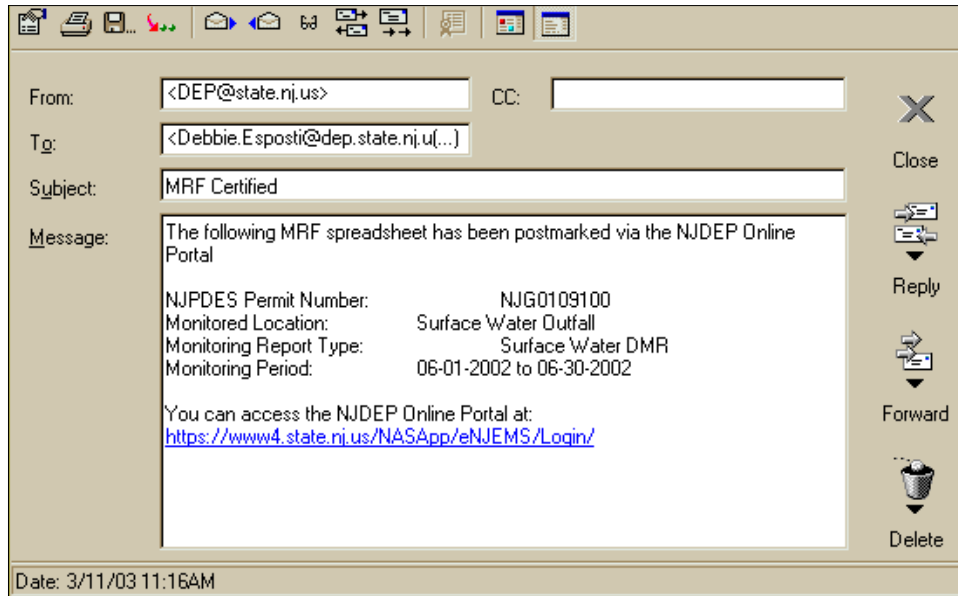 From: <DEP@state.nj.us> CC:
To: <Debbie.Esposti@dep.state.nj.u(...)
Close
Subject: MRF Certified
Message: The following MRF spreadsheet has been postmarked via the NJDEP Online
Portal
Reply
NJPDES Permit Number: NJG0109100
Monitored Location: Surface Water Outfall
Monitoring Report Type: Surface Water DMR
Monitoring Period: 06-01-2002 to 06-30-2002
You can access the NJDEP Online Portal at:
Forward
https://www4.state.nj.us/NASApp/eNJEMS/Login/
Delete
Date: 3/11/03 11:16AM